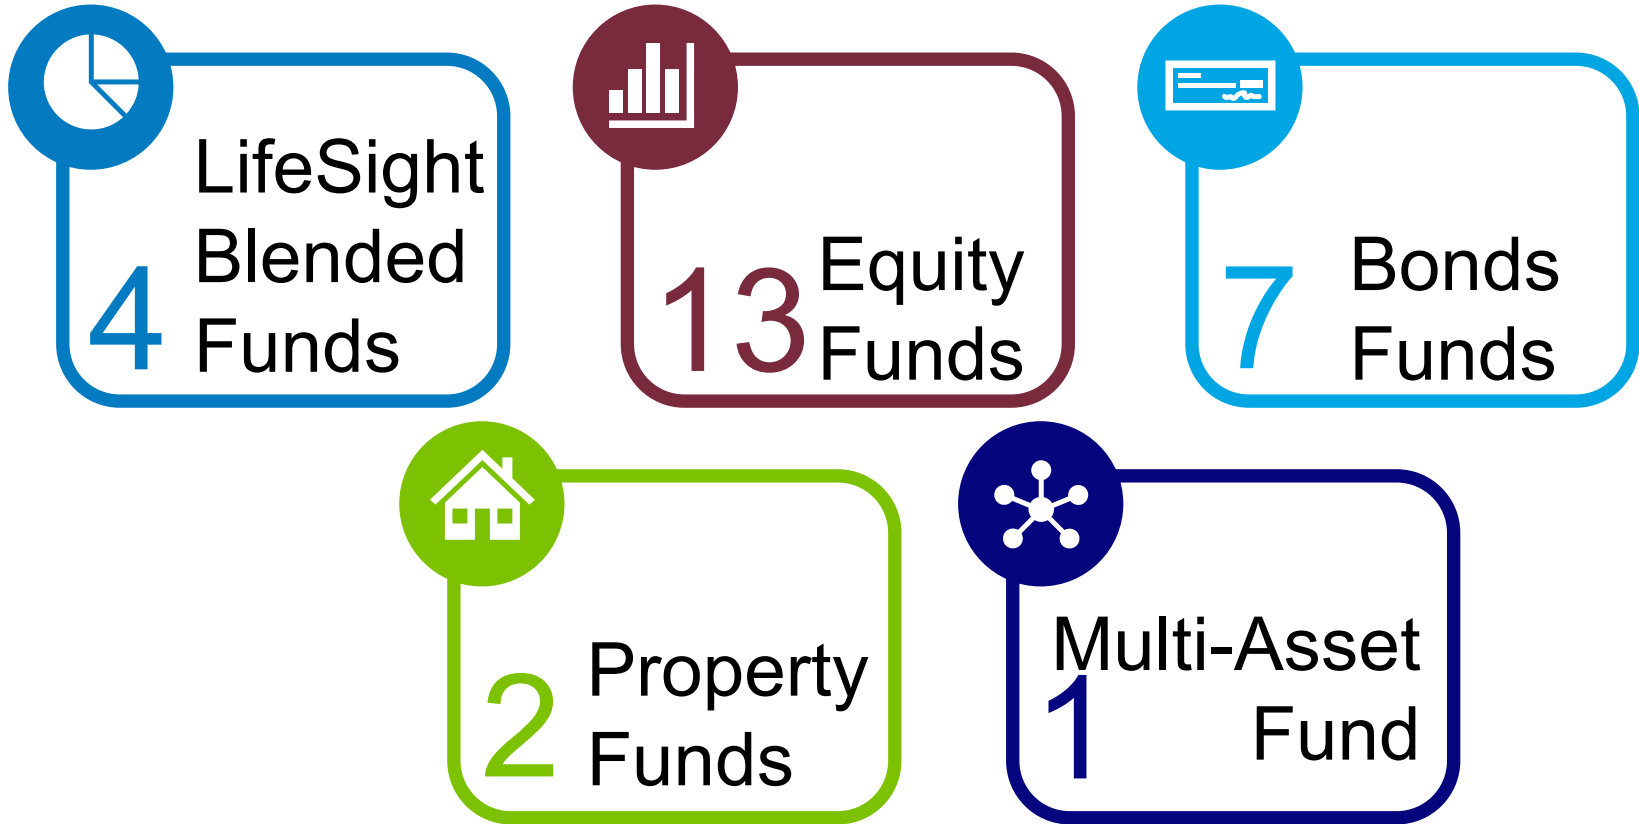 LifeSight
Blended
4 Funds
13 Equity
Funds
7 Bonds
Funds
2 Property
Funds
Multi-Asset
1 Fund